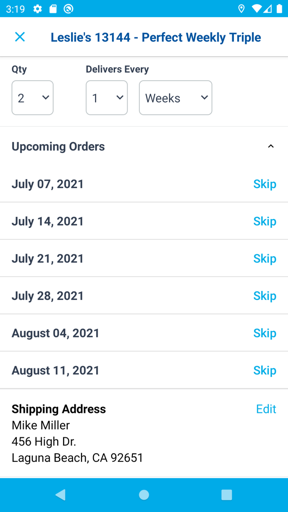 3:19
Leslie's 13144 - Perfect Weekly Triple
Qty
Delivers Every
2
1
Weeks
Upcoming Orders
July 07, 2021
Skip
July 14, 2021
Skip
July 21, 2021
Skip
July 28, 2021
Skip
August 04, 2021
Skip
August 11, 2021
Skip
Shipping Address
Edit
Mike Miller
456 High Dr.
Laguna Beach, CA 92651